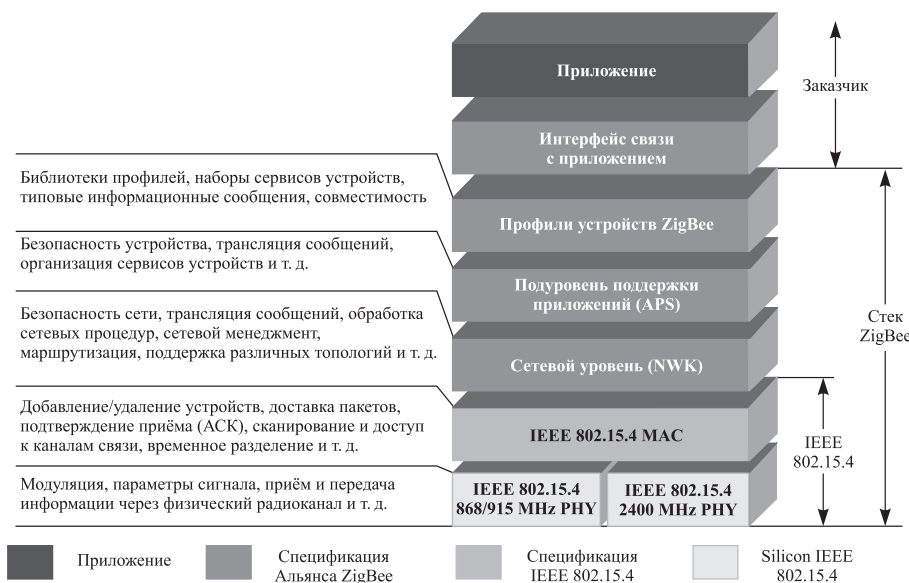 Приложение
Заказчик
Интерфейс связи
с приложением
Библиотеки профилей, наборы сервисов устройств,
типовые информационные сообщения, совместимость
Профили устройств ZigBee
Безопасность устройства, трансляция сообщений,
организация сервисов устройств и т. д.
Подуровень поддержки
приложений (APS)
Безопасность сети, трансляция сообщений, обработка
сетевых процедур, сетевой менеджмент,
маршрутизация, поддержка различных топологий и т. д.
Сетевой уровень (NWK)
Стек
ZigBee
Добавление/удаление устройств, доставка пакетов,
подтверждение приёма (АСК), сканирование и доступ
к каналам связи, временное разделение и т. д.
IEEE 802.15.4 MAC
IEEE
802.15.4
Модуляция, параметры сигнала, приём и передача
информации через физический радиоканал и т. д.
IEEE 802.15.4
868/915 MHz PHY
IEEE 802.15.4
2400 MHz PHY
Приложение
Спецификация
Альянса ZigBee
Спецификация
IEEE 802.15.4
Silicon IEEE
802.15.4